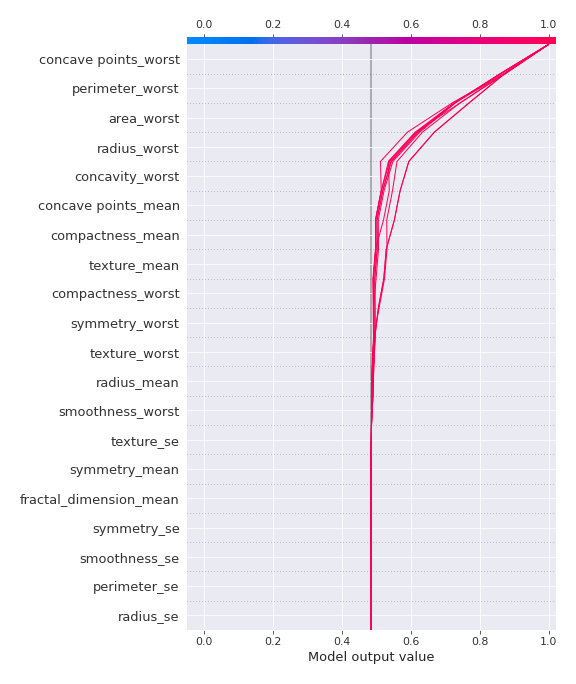 0.0 0.2 0.4 0.6 0.8 1.0
concave points_worst
perimeter_worst
area_worst
radius_worst
concavity_worst
concave points_mean
compactness_mean
texture_mean
compactness_worst
symmetry_worst
texture_worst
radius_mean
smoothness_worst
texture_se
symmetry_mean
fractal_dimension_mean
symmetry_se
smoothness_se
perimeter_se
radius_se
0.0 0.2 0.4 0.6 0.8 1.0
Model output value